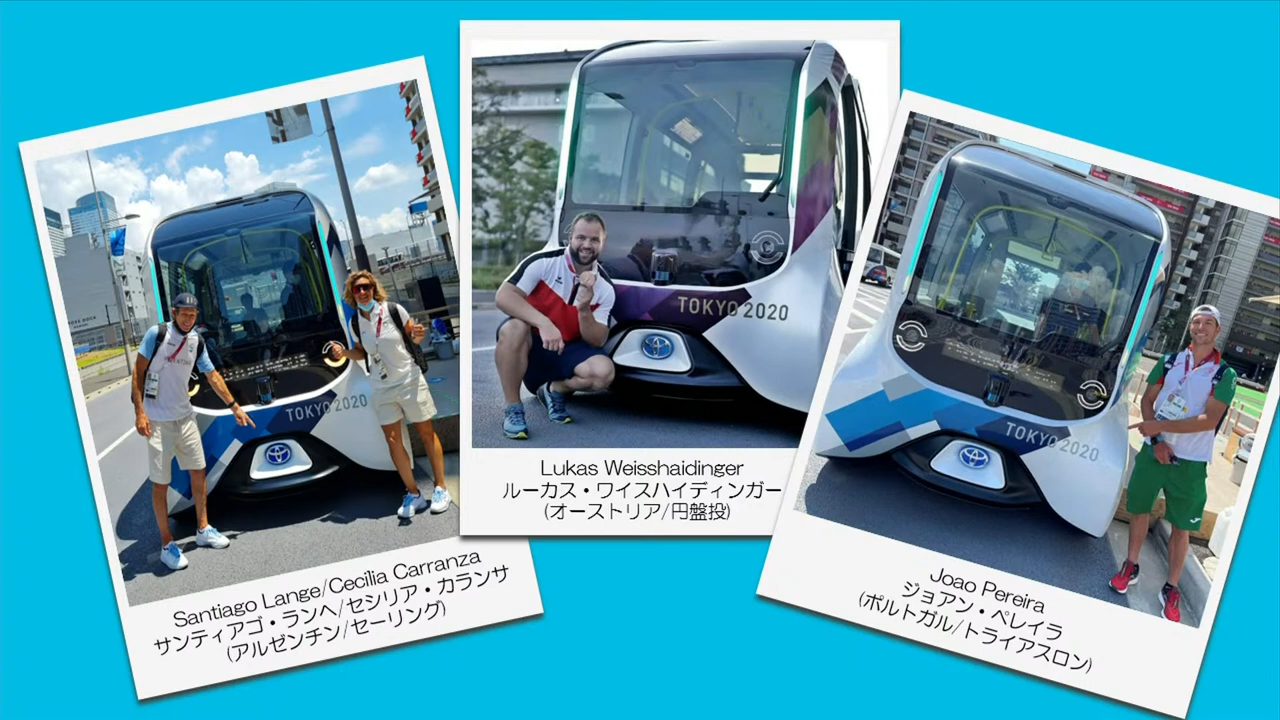 TOKYO 2020
Santiago Lange/Cecilia Carranza
サンティアゴ・ランヘ/セシリア・カランサ
(アルゼンチン/セーリング)
TOKYO 2020
Lukas Weisshaidinger
ルーカス・ワイスハイディンガー
(オーストリア/円盤投)
TOKYO 2020
Joao Pereira
ジョアン・ペレイラ
(ポルトガル/トライアスロン)